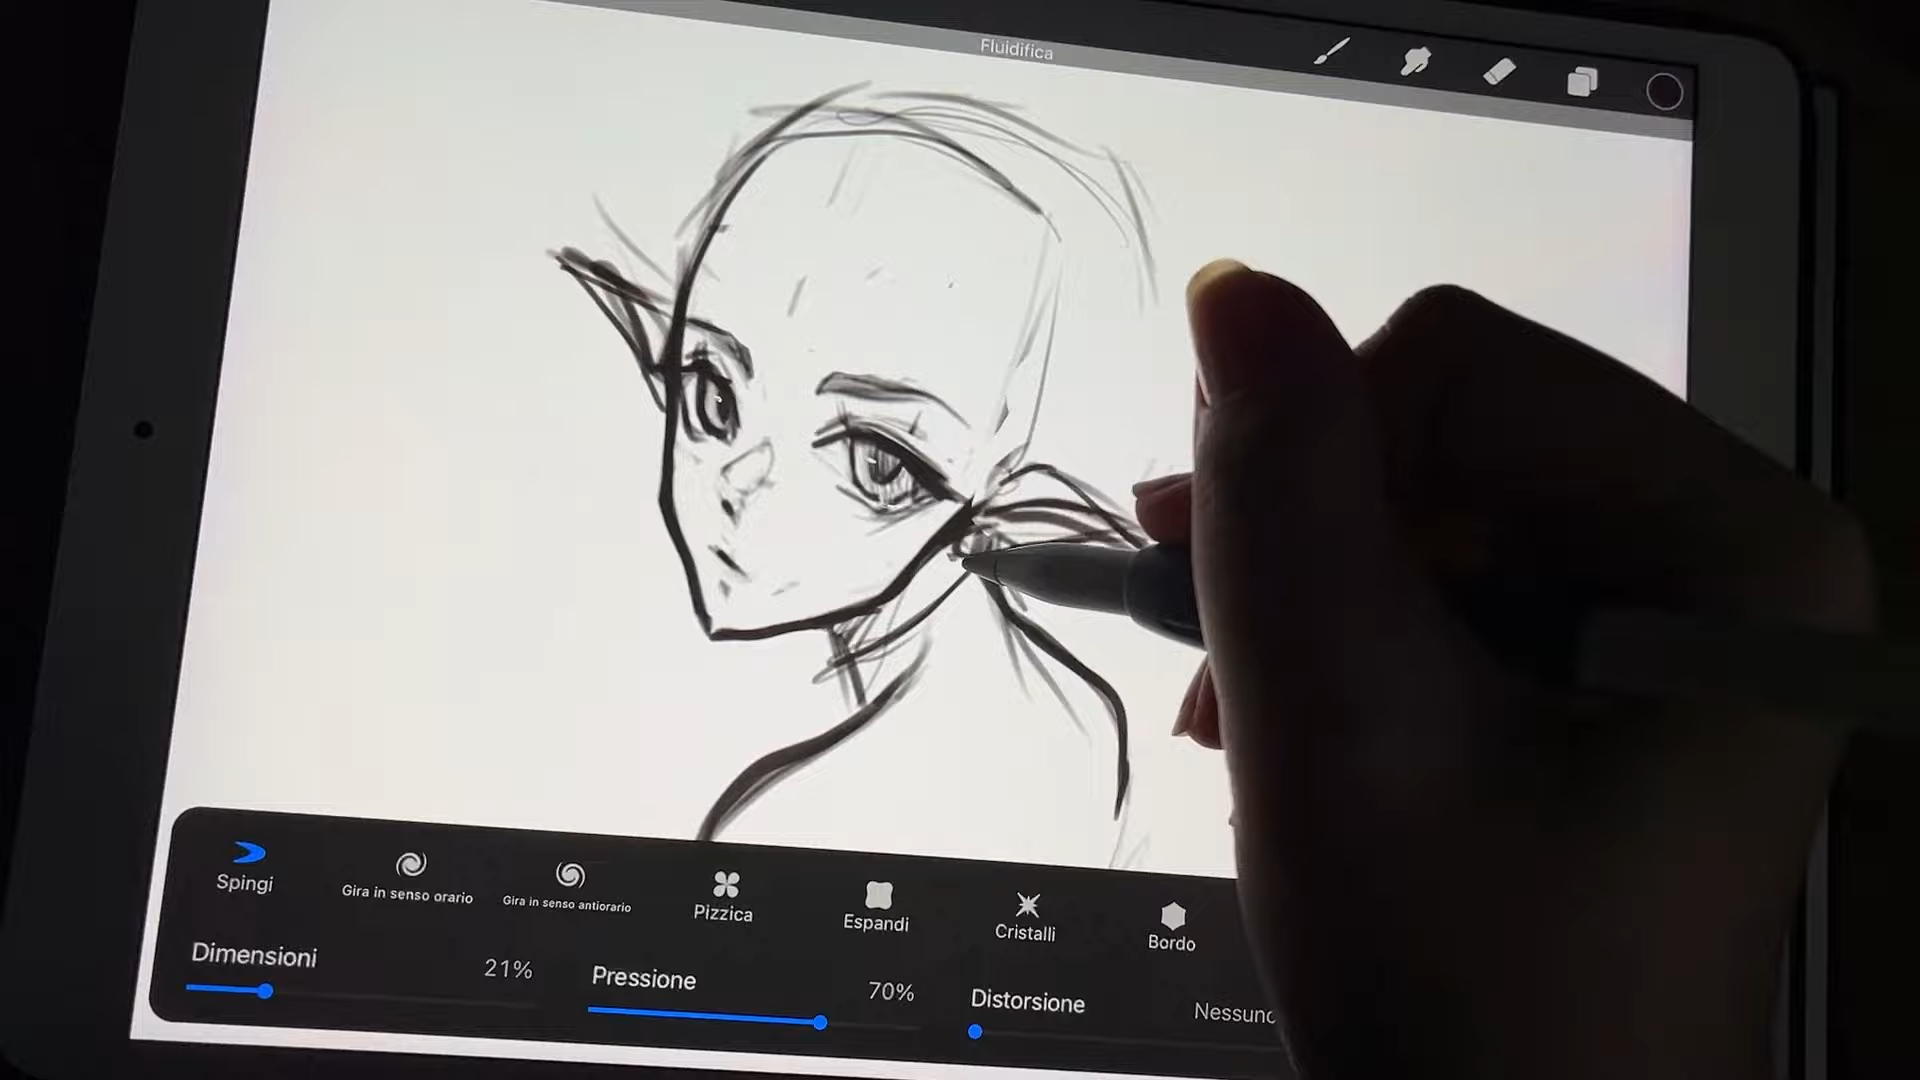 Fluidifica
Spingi
Gira in senso orario
Gira in senso antiorario
Pizzica
Espandi
Cristalli
Bordo
Dimensioni
21%
Pressione
70%
Distorsione